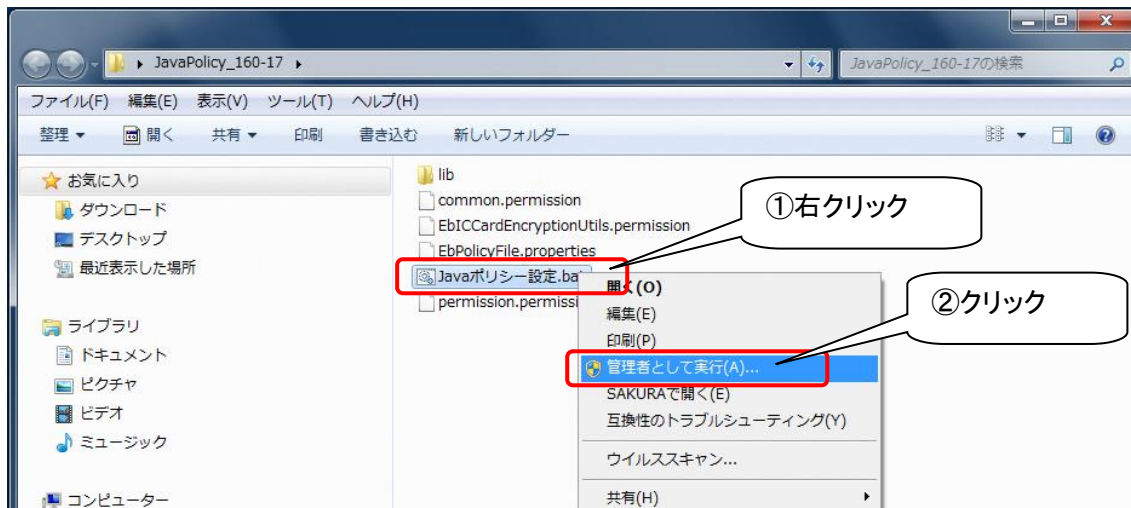 JavaPolicy_160-17
JavaPolicy_160-17の検索
ファイル(F) 編集(E) 表示(V) ツール(T) ヘルプ(H)
整理 開く 共有 印刷 書き込む 新しいフォルダー
お気に入り
ダウンロード
デスクトップ
最近表示した場所
ライブラリ
ドキュメント
ピクチャ
ビデオ
ミュージック
コンピューター
lib
common.permission
EbICCardEncryptionUtils.permission
EbPolicyFile.properties
Javaポリシー設定.ba
permission.permissi
①右クリック
開く(O)
編集(E)
印刷(P)
管理者として実行(A)...
SAKURAで開く(E)
互換性のトラブルシューティング(Y)
ウイルススキャン...
共有(H)
②クリック